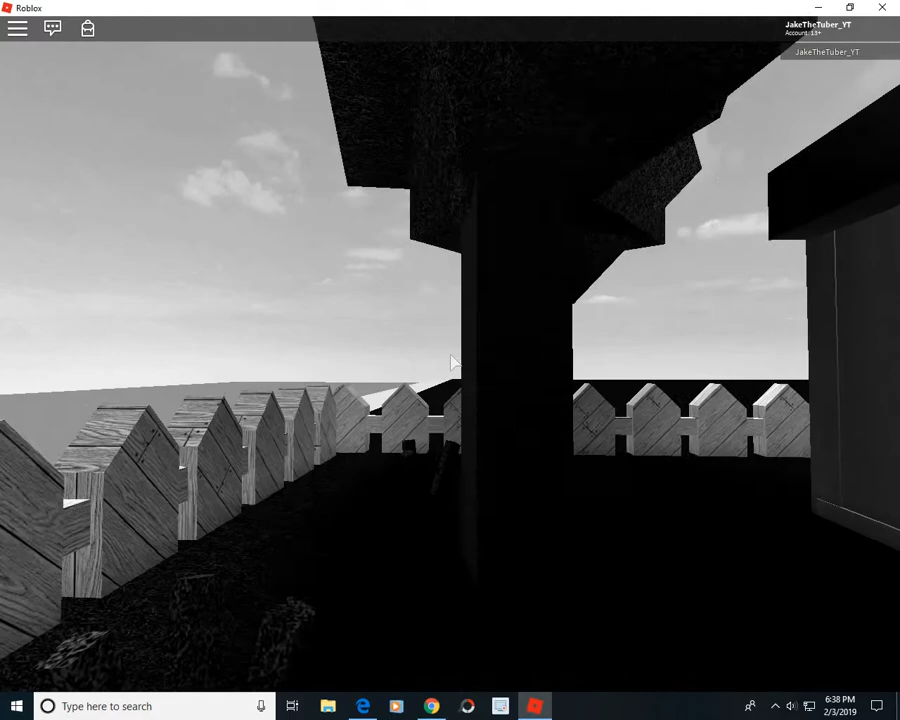 Roblox
JakeTheTuber_YT
Account: 13+
JakeTheTuber_YT
Type here to search
6:38 PM
2/3/2019